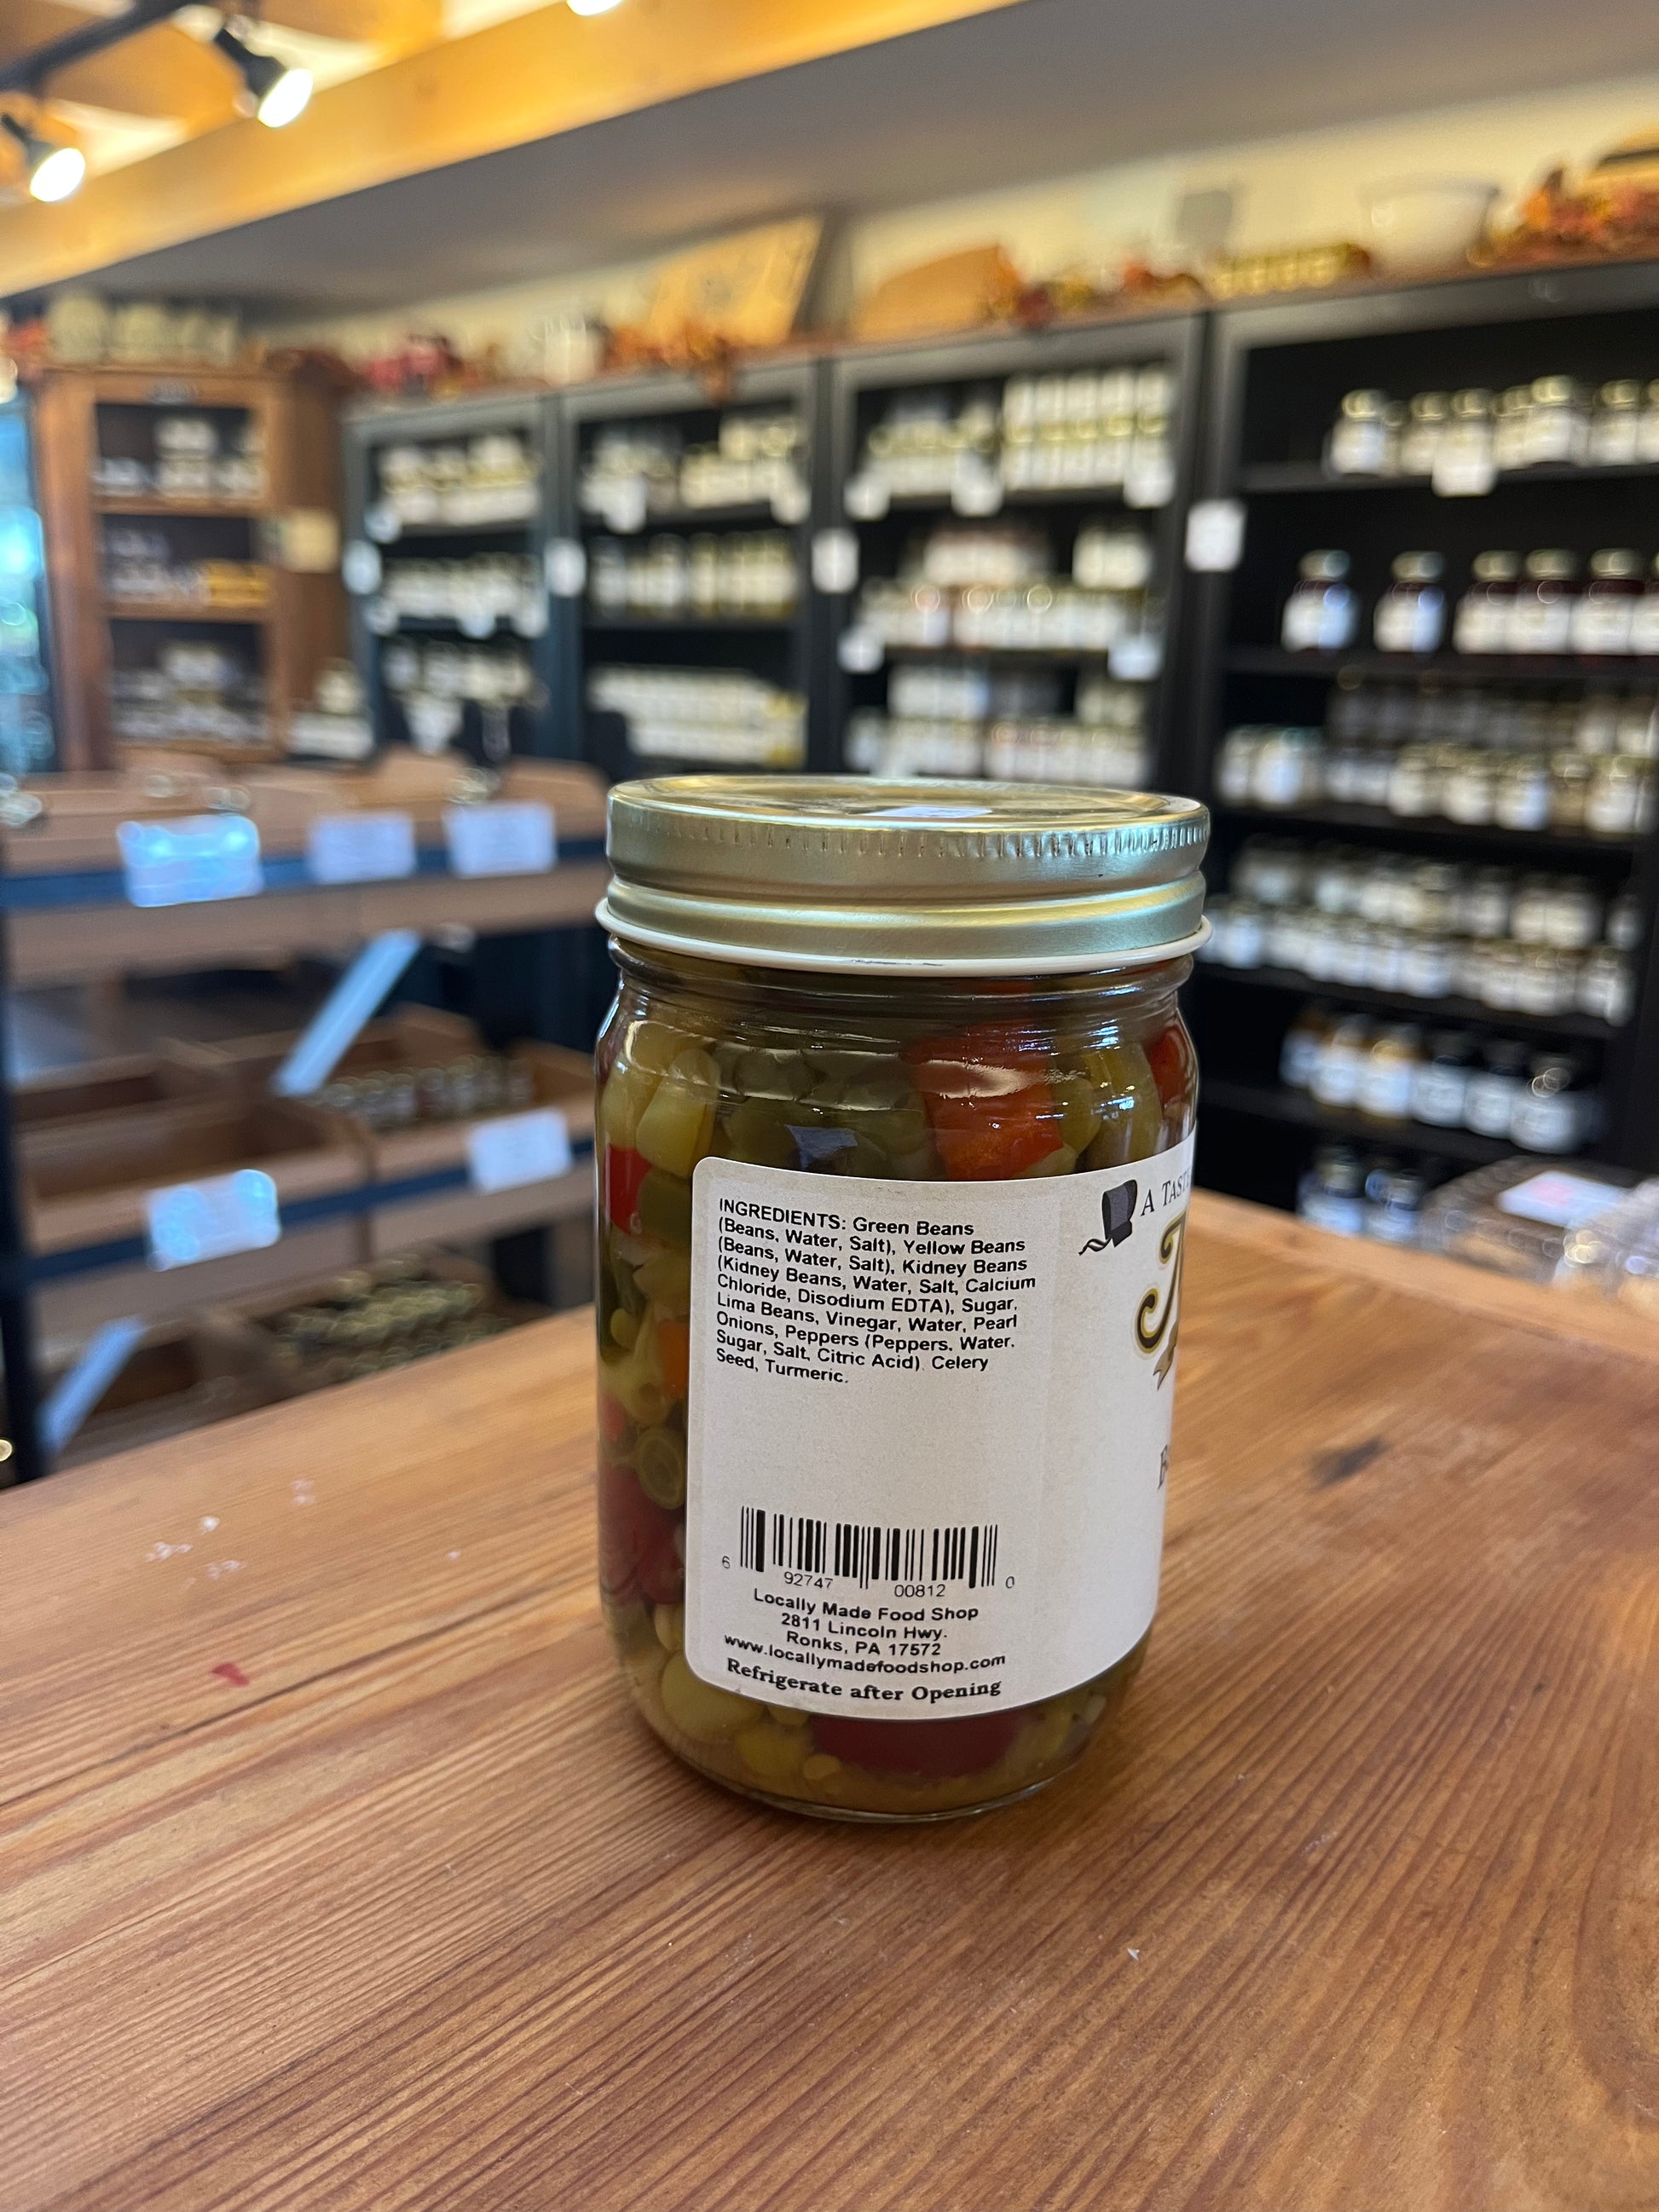 INGREDIENTS: Green Beans
(Beans, Water, Salt), Yellow Beans
(Beans, Water, Salt), Kidney Beans
(Kidney Beans, Water, Salt, Calcium
Chloride, Disodium EDTA), Sugar,
Lima Beans, Vinegar, Water, Pearl
Onions, Peppers (Peppers, Water,
Sugar, Salt, Citric Acid), Celery
Seed, Turmeric.
6 92747 00812 0
Locally Made Food Shop
2811 Lincoln Hwy.
Ronks, PA 17572
www.locallymadefoodshop.com
Refrigerate after Opening
A